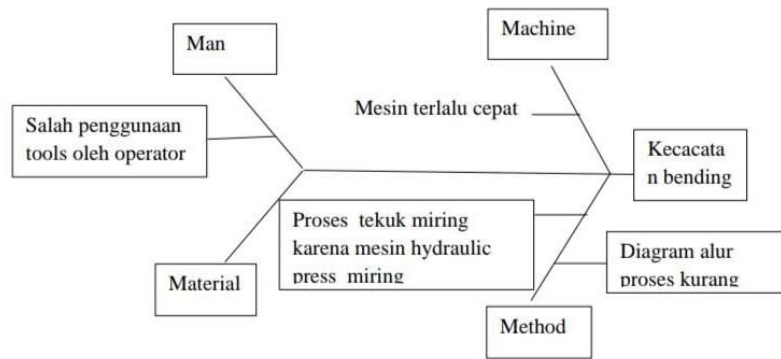 Man
Machine
Mesin terlalu cepat
Salah penggunaan
tools oleh operator
Kecacata
n bending
Proses tekuk miring
karena mesin hydraulic
press miring
Diagram alur
proses kurang
Material
Method